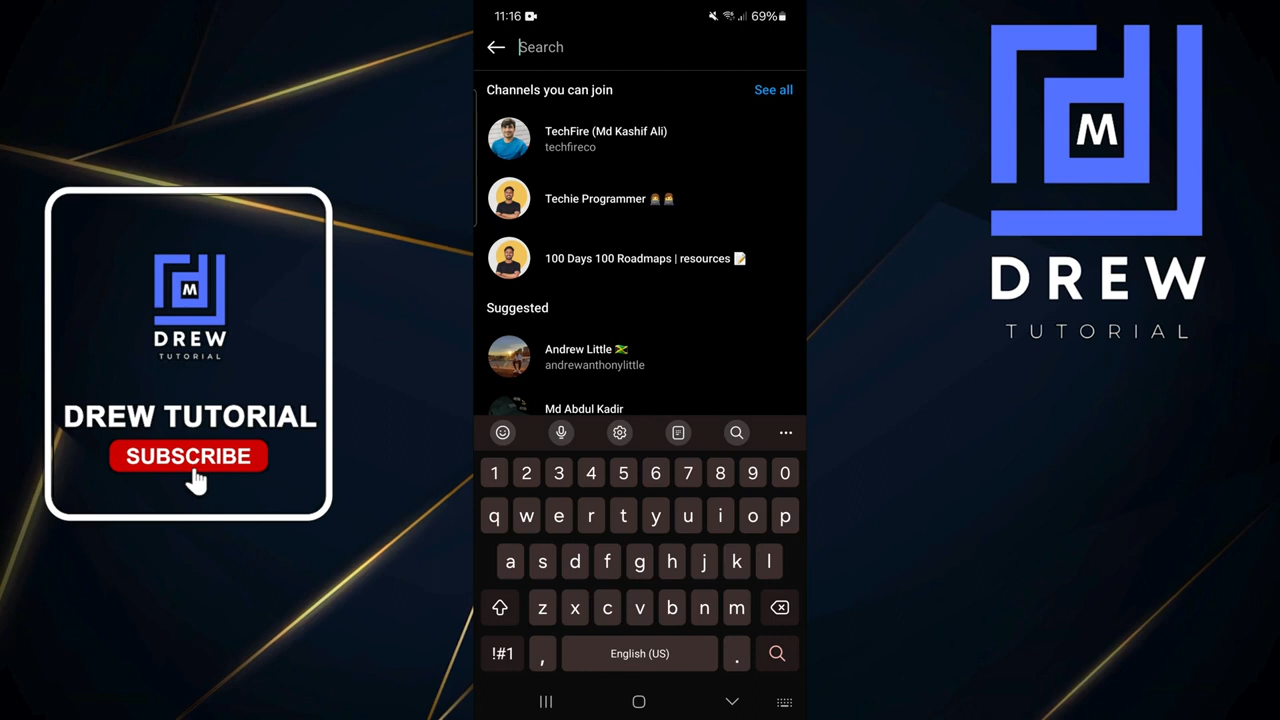 11:16
69%
Search
Channels you can join
See all
TechFire (Md Kashif Ali)
techfireco
Techie Programmer
100 Days 100 Roadmaps | resources
Suggested
Andrew Little
andrewanthonylittle
Md Abdul Kadir
1 2 3 4 5 6 7 8 9 0
q w e r t y u i o p
a s d f g h j k l
z x c v b n m
!#1 , English (US) .
M
DREW
TUTORIAL
DREW TUTORIAL
SUBSCRIBE
M
DREW
TUTORIAL